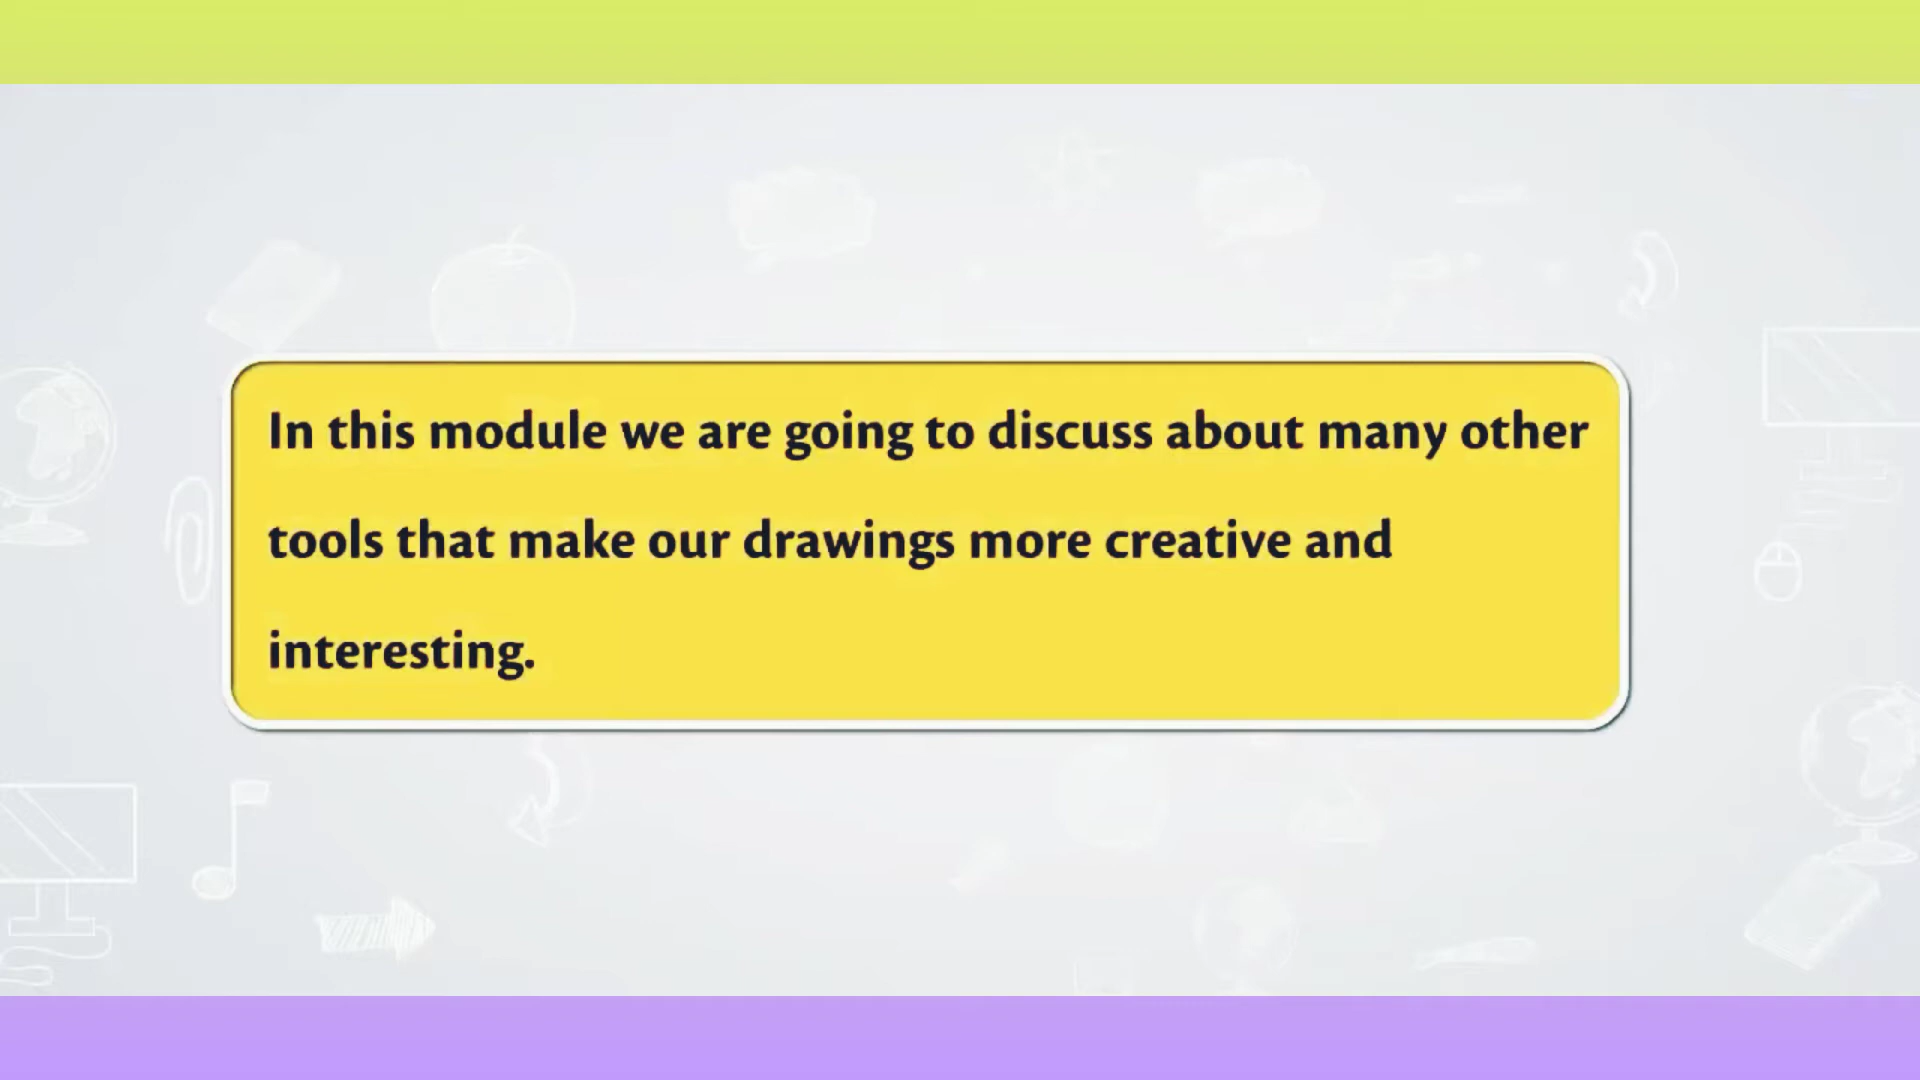 In this module we are going to discuss about many other
tools that make our drawings more creative and
interesting.